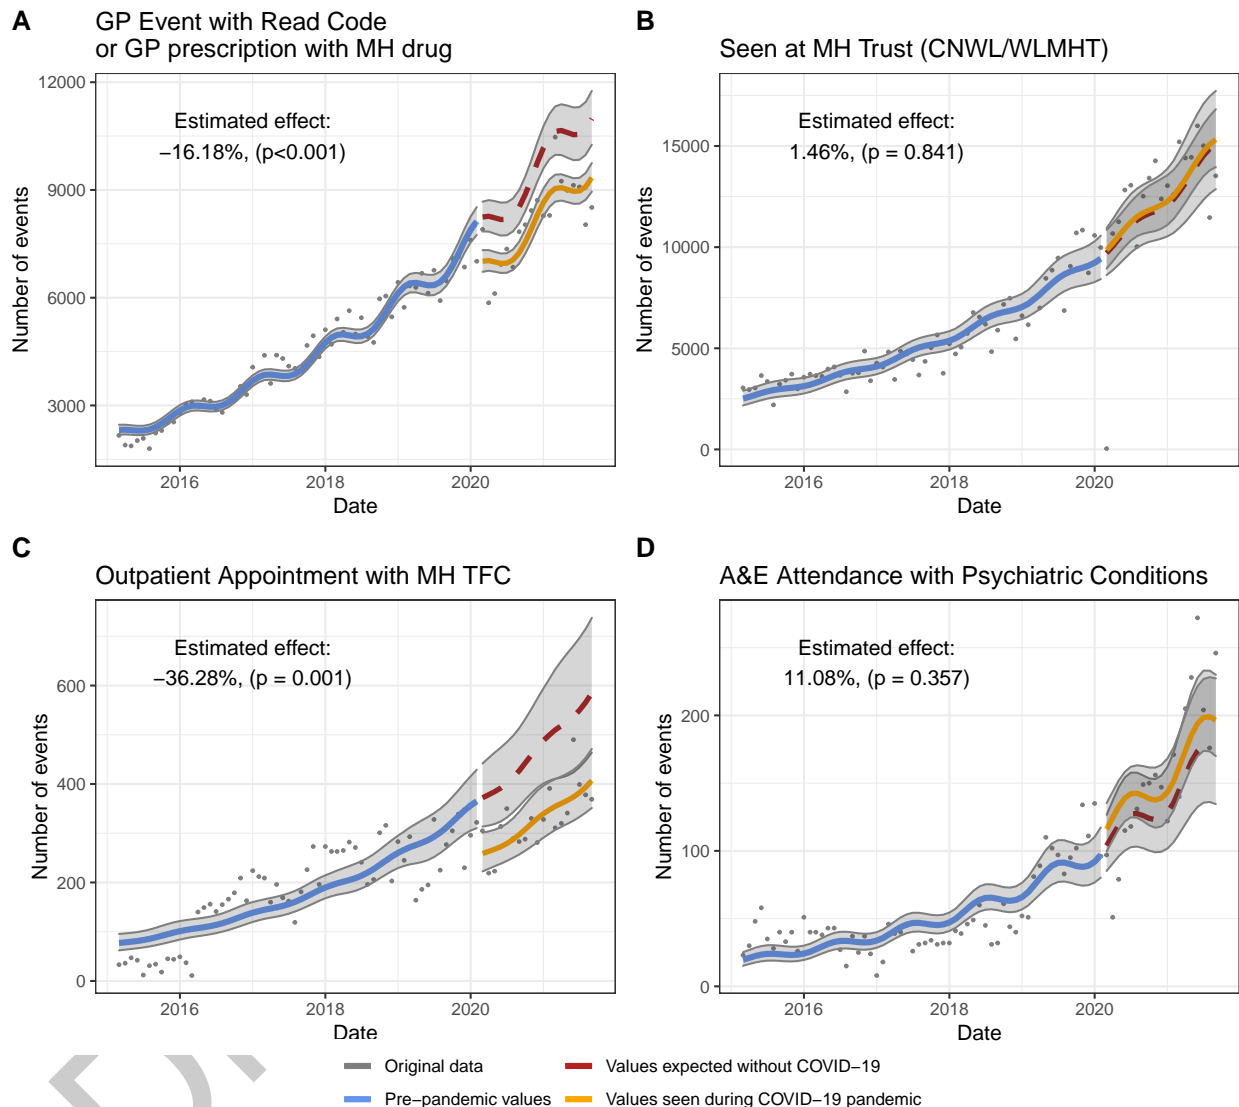 A
GP Event with Read Code
or GP prescription with MH drug
Estimated effect:
−16.18%, (p<0.001)
12000
9000
6000
3000
Number of events
2016 2018 2020
Date
B
Seen at MH Trust (CNWL/WLMHT)
Estimated effect:
1.46%, (p = 0.841)
15000
10000
5000
0
Number of events
2016 2018 2020
Date
C
Outpatient Appointment with MH TFC
Estimated effect:
−36.28%, (p = 0.001)
600
400
200
0
Number of events
2016 2018 2020
Date
D
A&E Attendance with Psychiatric Conditions
Estimated effect:
11.08%, (p = 0.357)
200
100
0
Number of events
2016 2018 2020
Date
Original data
Values expected without COVID−19
Pre−pandemic values
Values seen during COVID−19 pandemic